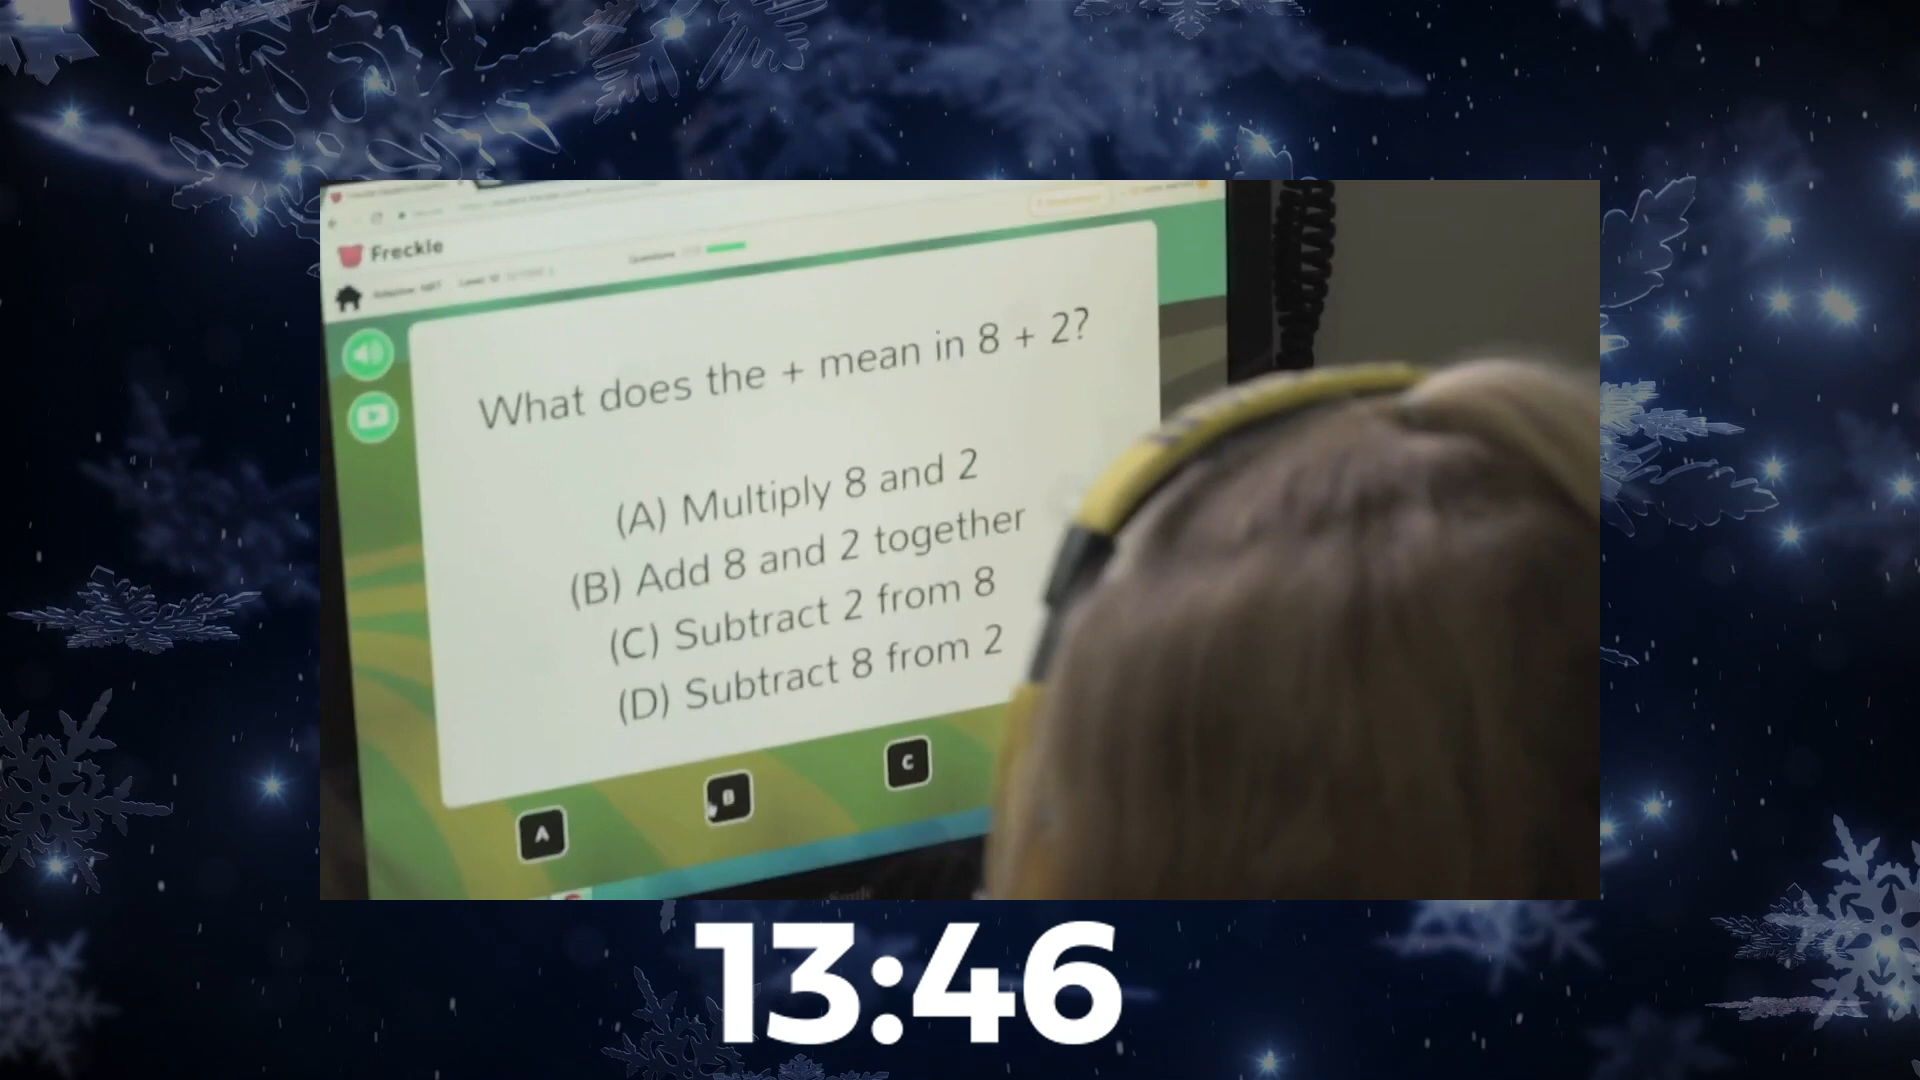 Freckle
What does the + mean in 8 + 2?
(A) Multiply 8 and 2
(B) Add 8 and 2 together
(C) Subtract 2 from 8
(D) Subtract 8 from 2
A
B
C
13:46